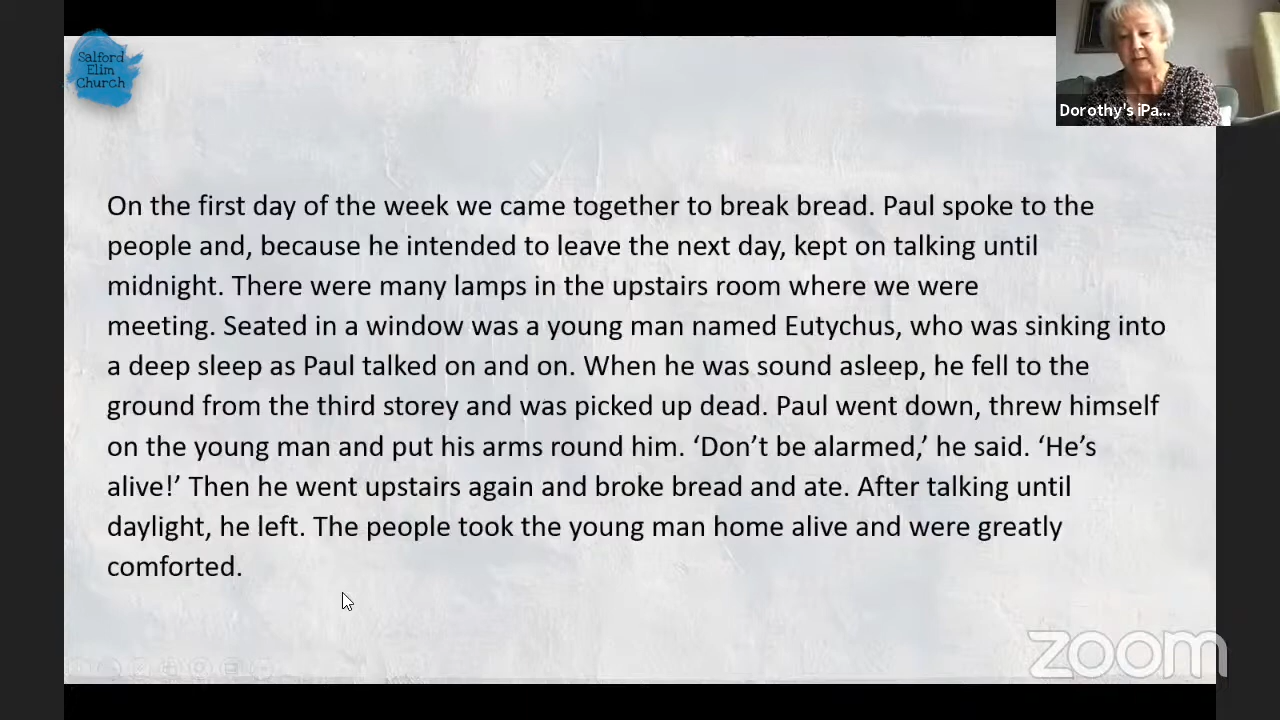 Salford
Elim
Church
Dorothy's iPa...
On the first day of the week we came together to break bread. Paul spoke to the
people and, because he intended to leave the next day, kept on talking until
midnight. There were many lamps in the upstairs room where we were
meeting. Seated in a window was a young man named Eutychus, who was sinking into
a deep sleep as Paul talked on and on. When he was sound asleep, he fell to the
ground from the third storey and was picked up dead. Paul went down, threw himself
on the young man and put his arms round him. ‘Don’t be alarmed,’ he said. ‘He’s
alive!’ Then he went upstairs again and broke bread and ate. After talking until
daylight, he left. The people took the young man home alive and were greatly
comforted.
zoom